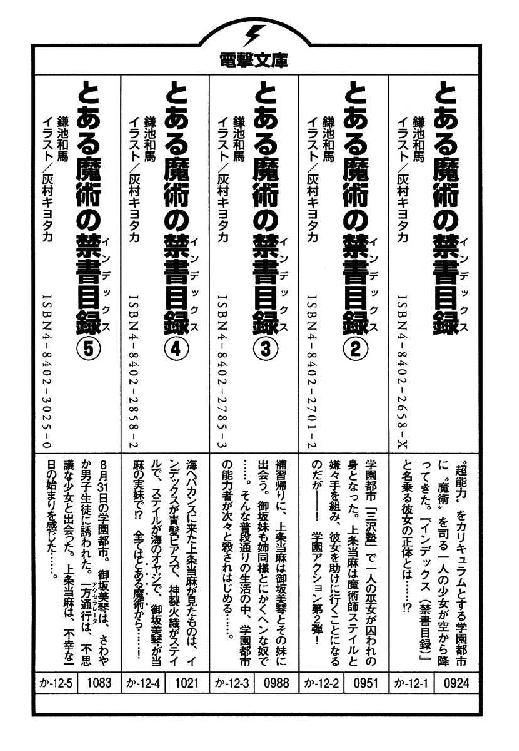 電撃文庫
とある魔術の禁書目録
インデックス
鎌池和馬
イラスト／灰村キヨタカ
ISBN4-8402-2658-X
“超能力”をカリキュラムとする学園都市
に“魔術”を司る一人の少女が空から降
ってきた。『インデックス（禁書目録）』
と名乗る彼女の正体とは……!?
か-12-1
0924
とある魔術の禁書目録②
インデックス
鎌池和馬
イラスト／灰村キヨタカ
ISBN4-8402-2701-2
学園都市「三沢塾」で一人の巫女が囚われの
身となった。上条当麻は魔術師ステイルと
嫌々手を組み、彼女を助けに行くことになる
のだが――！　学園アクション第2弾！
か-12-2
0951
とある魔術の禁書目録③
インデックス
鎌池和馬
イラスト／灰村キヨタカ
ISBN4-8402-2785-3
補習帰りに、上条当麻は御坂美琴とその妹に
出会う。御坂妹も姉同様とにかくヘンな奴で
……。そんな普段通りの生活の中、学園都市
の能力者が次々と殺されはじめる……。
か-12-3
0988
とある魔術の禁書目録④
インデックス
鎌池和馬
イラスト／灰村キヨタカ
ISBN4-8402-2858-2
海へバカンスに来た上条当麻が見たものは、イ
ンデックスが青髪ピアスで、神裂火織がステイ
ルで、ステイルが海のオヤジで、御坂美琴が当
麻の実妹で!?　全てはとある魔術から……！
か-12-4
1021
とある魔術の禁書目録⑤
インデックス
鎌池和馬
イラスト／灰村キヨタカ
ISBN4-8402-3025-0
8月31日の学園都市。御坂美琴は、さわや
か男子生徒に誘われた。一方通行は、不思
アクセラレータ
議な少女と出会った。上条当麻は、不幸な一
日の始まりを感じた……。
か-12-5
1083